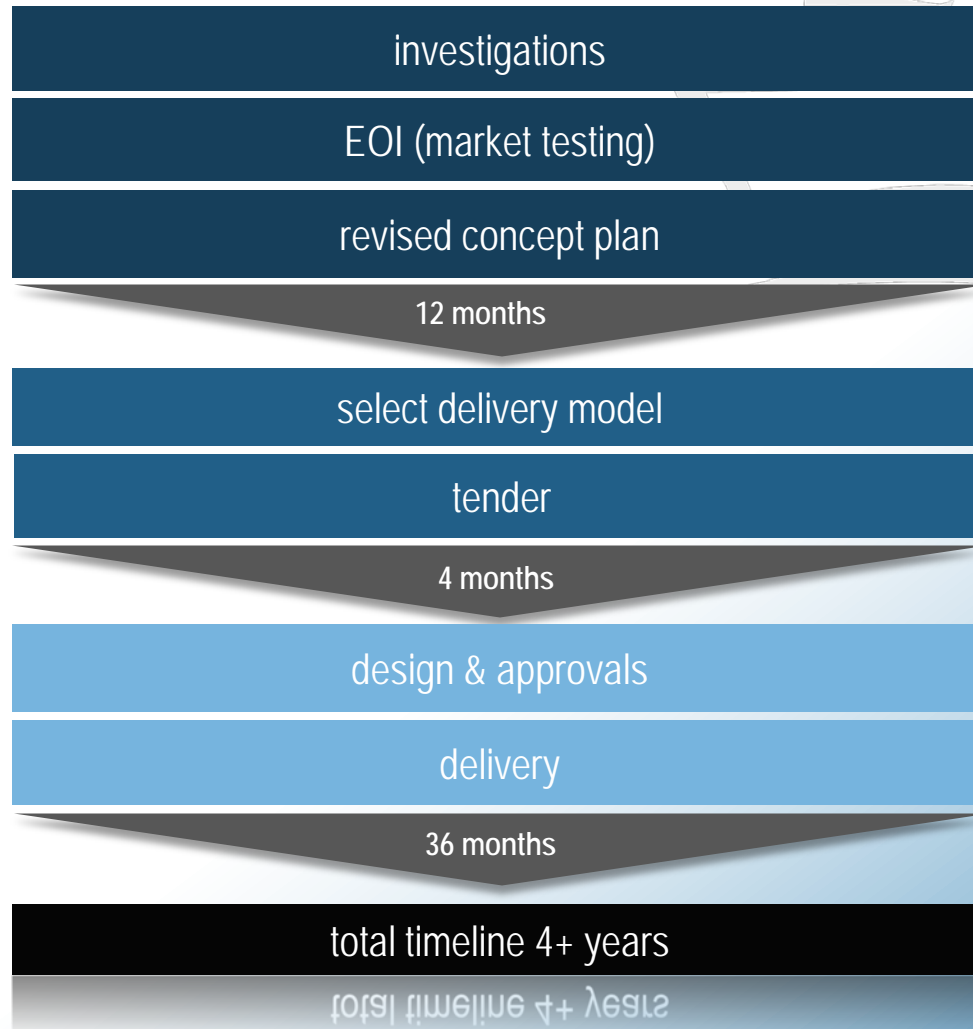 investigations
EOI (market testing)
revised concept plan
12 months
select delivery model
tender
4 months
design & approvals
delivery
36 months
total timeline 4+ years